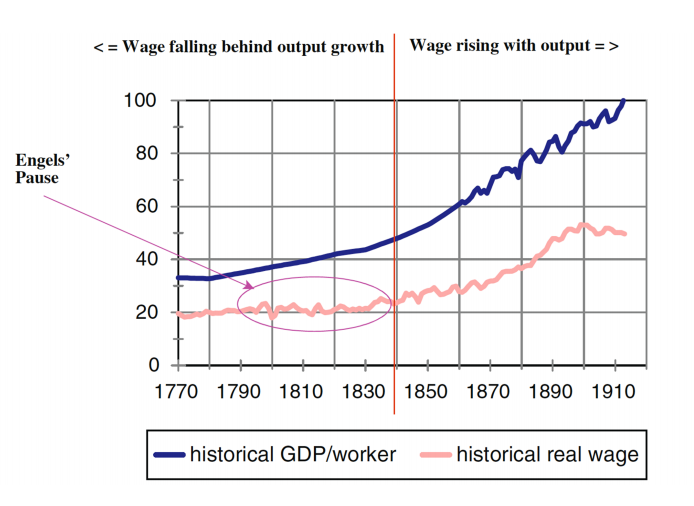 < = Wage falling behind output growth
Wage rising with output = >
Engels’
Pause
100
80
60
40
20
0
1770 1790 1810 1830 1850 1870 1890 1910
historical GDP/worker
historical real wage